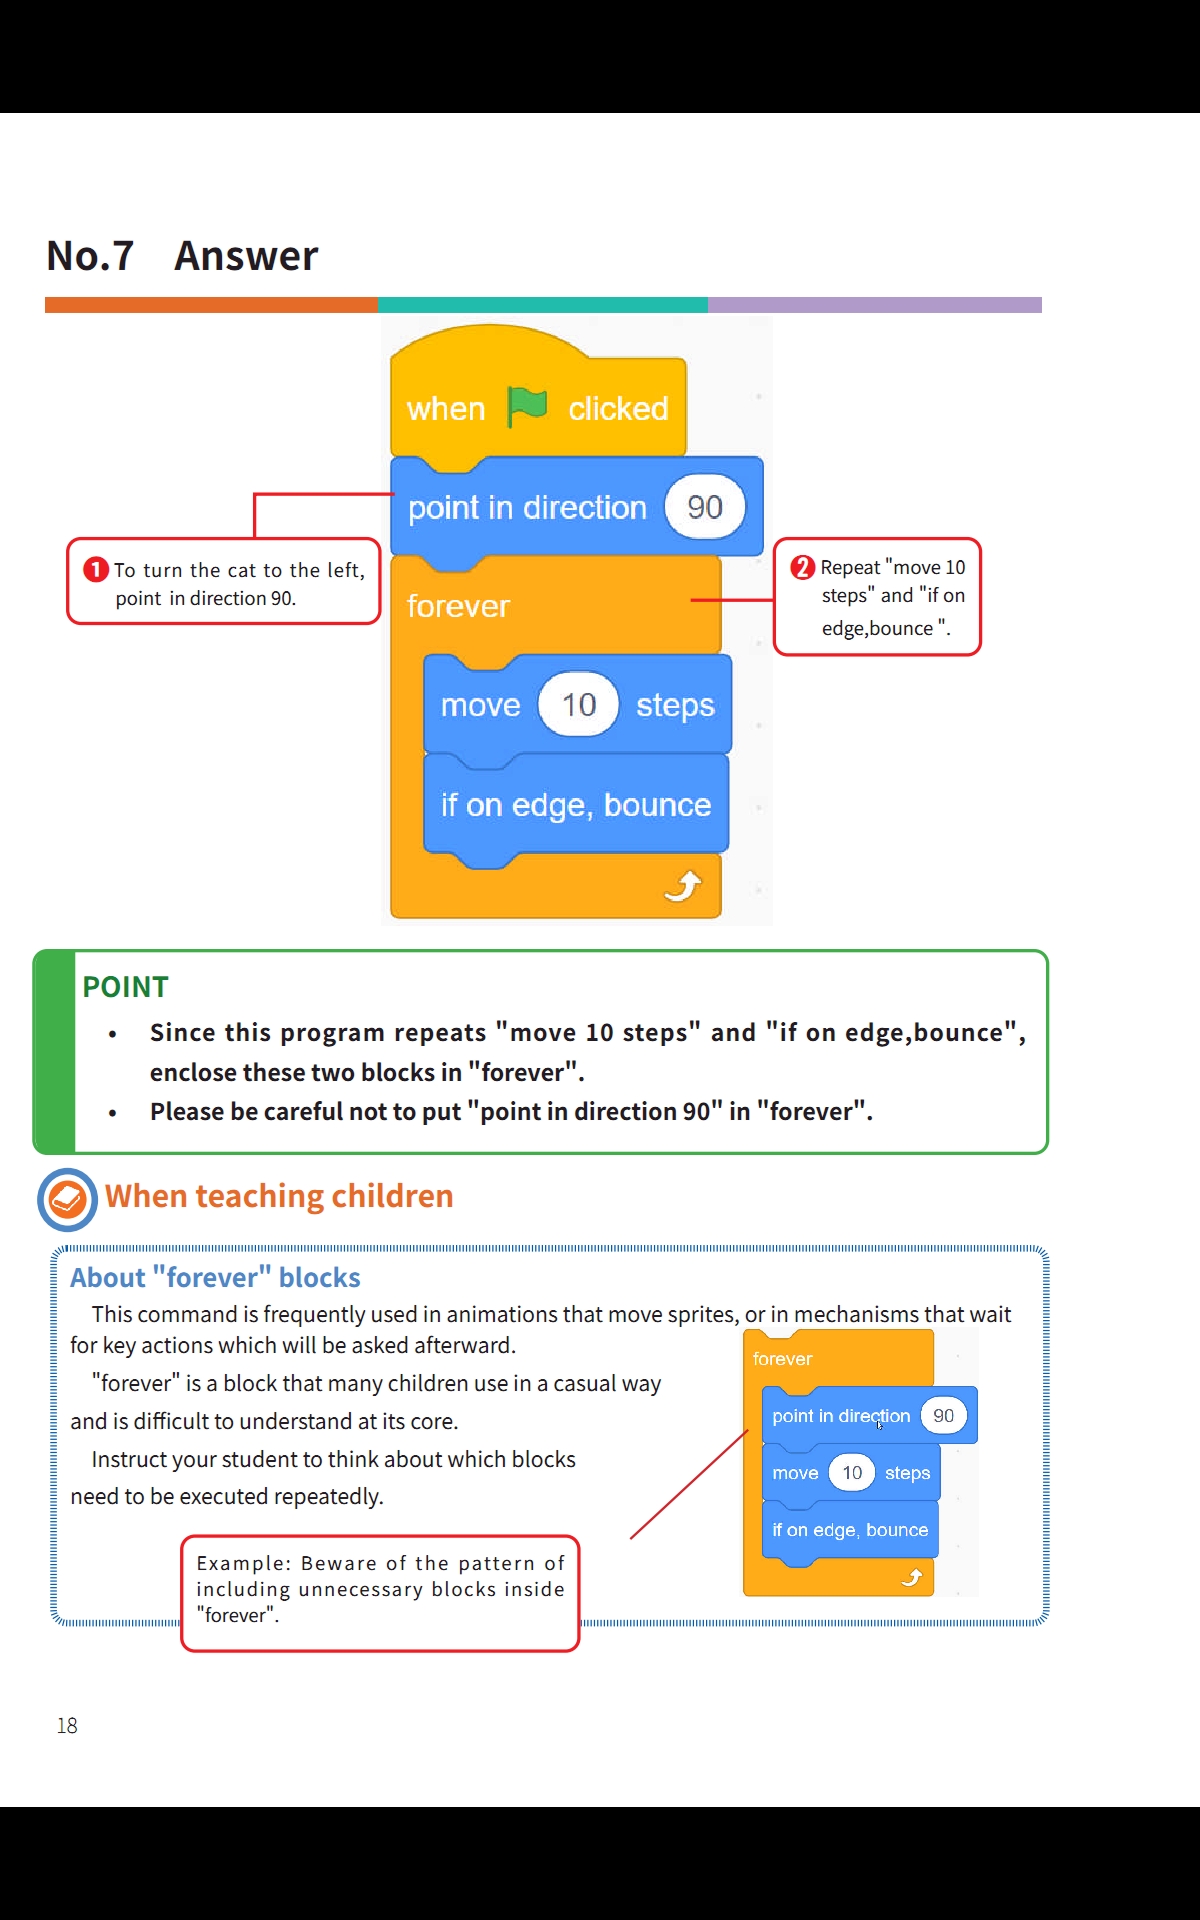 No.7 Answer
when clicked
point in direction 90
❶ To turn the cat to the left,
point in direction 90.
❷ Repeat "move 10
steps" and "if on
edge,bounce ".
forever
move 10 steps
if on edge, bounce
POINT
• Since this program repeats "move 10 steps" and "if on edge,bounce",
enclose these two blocks in "forever".
• Please be careful not to put "point in direction 90" in "forever".
When teaching children
About "forever" blocks
This command is frequently used in animations that move sprites, or in mechanisms that wait
for key actions which will be asked afterward.
"forever" is a block that many children use in a casual way
and is difficult to understand at its core.
Instruct your student to think about which blocks
need to be executed repeatedly.
forever
point in direction 90
move 10 steps
if on edge, bounce
Example: Beware of the pattern of
including unnecessary blocks inside
"forever".
18